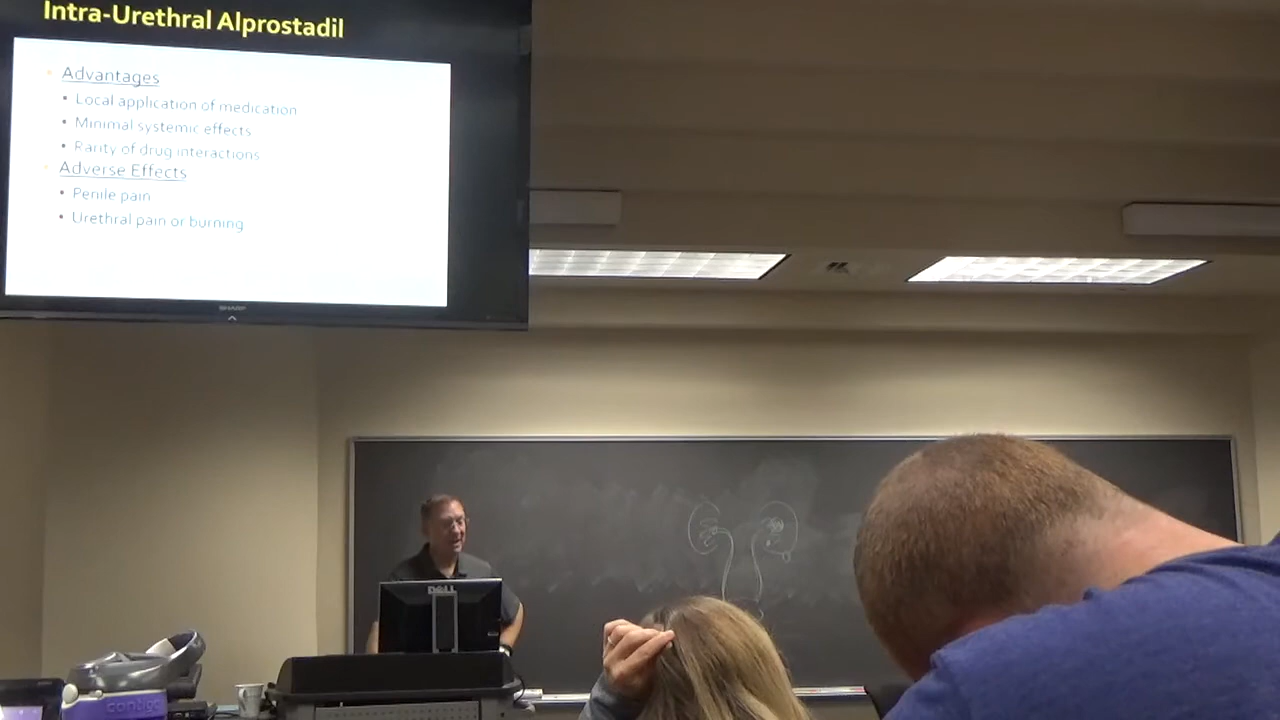 Intra-Urethral Alprostadil
Advantages
Local application of medication
Minimal systemic effects
Rarity of drug interactions
Adverse Effects
Penile pain
Urethral pain or burning
SHARP
DELL
contigo